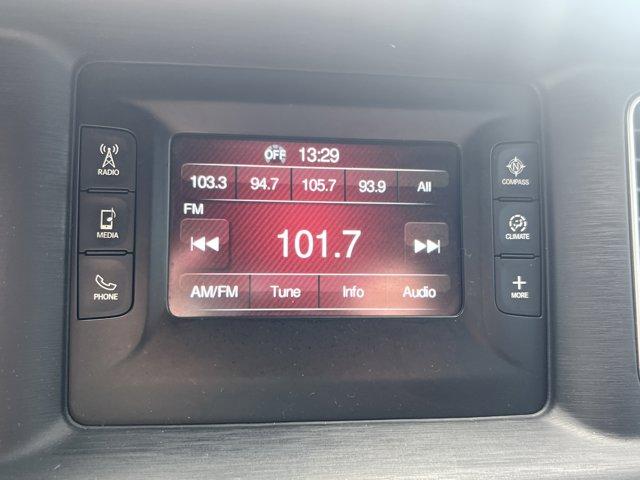 OFF 13:29
103.3 94.7 105.7 93.9 All
FM
101.7
AM/FM Tune Info Audio
RADIO
MEDIA
PHONE
COMPASS
CLIMATE
MORE